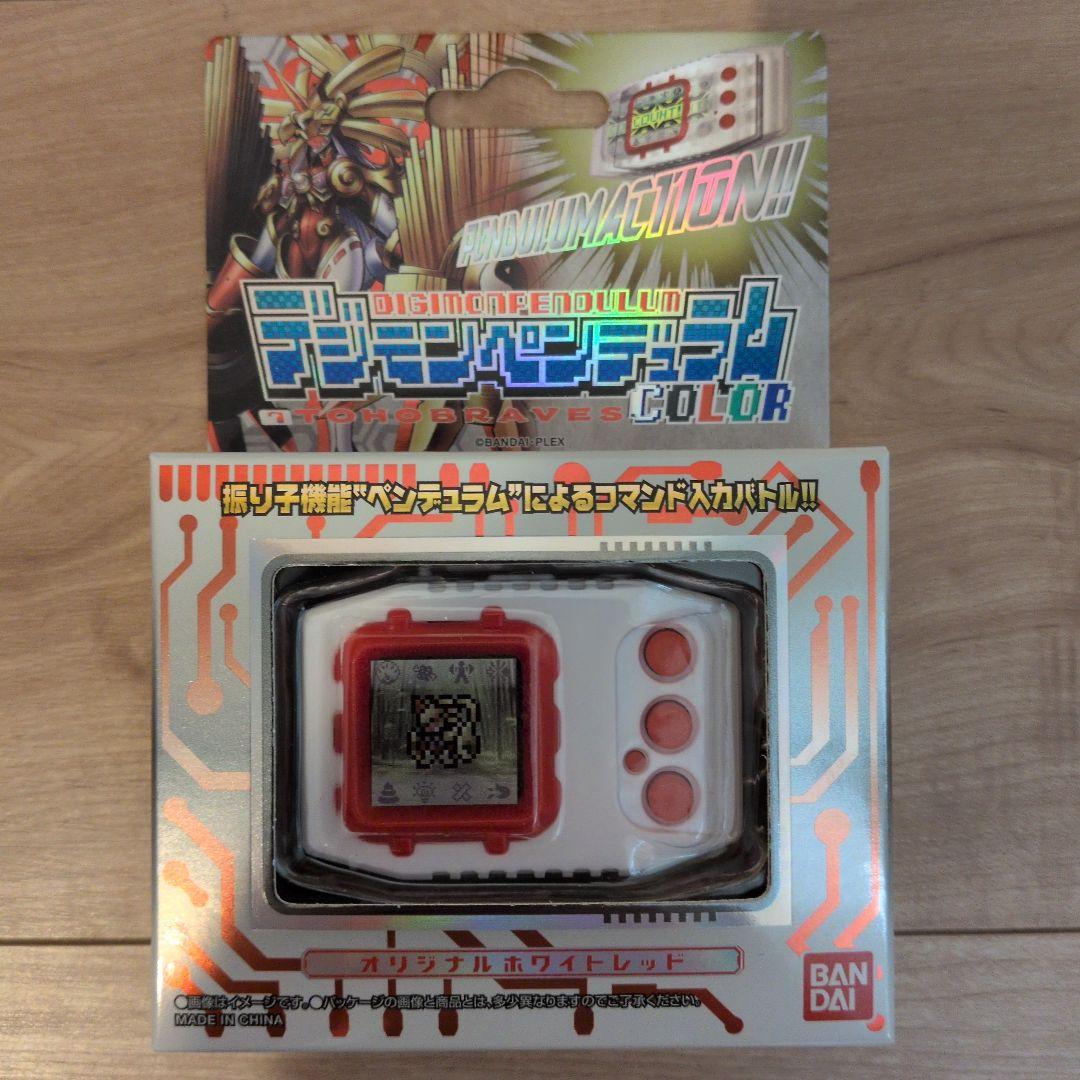 COUNT!
PENDULUMACTION!!
DIGIMONPENDULUM
デジモンペンデュラム
COLOR
7 TOHOBRAVES
©BANDAI・PLEX
振り子機能“ペンデュラム”によるコマンド入力バトル!!
オリジナルホワイトレッド
●画像はイメージです。●パッケージの画像と商品とは、多少異なりますのでご了承ください。
MADE IN CHINA
BAN
DAI